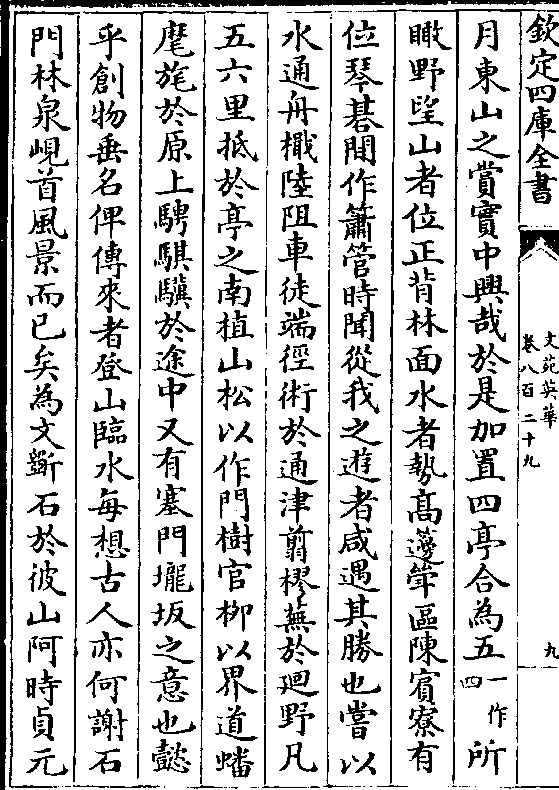 欽定四庫全書
文苑英華
卷八百二十九
九
月東山之賞實中興哉於是加置四亭合為五一作四所
瞰野望山者位正背林面水者勢高邃筵區陳賓寮有
位琴碁間作簫管時聞從我之遊者咸遇其勝也嘗以
水通舟檝陸阻車徒端徑術於通津翦樛蕪於廻野凡
五六里抵於亭之南植山松以作門樹官栁以界道蟠
麾旄於原上騁騏驥於途中又有塞門壠坂之意也懿
乎創物垂名俾傳來者登山臨水每想古人亦何謝石
門林泉峴首風景而已矣為文斵石於彼山阿時貞元